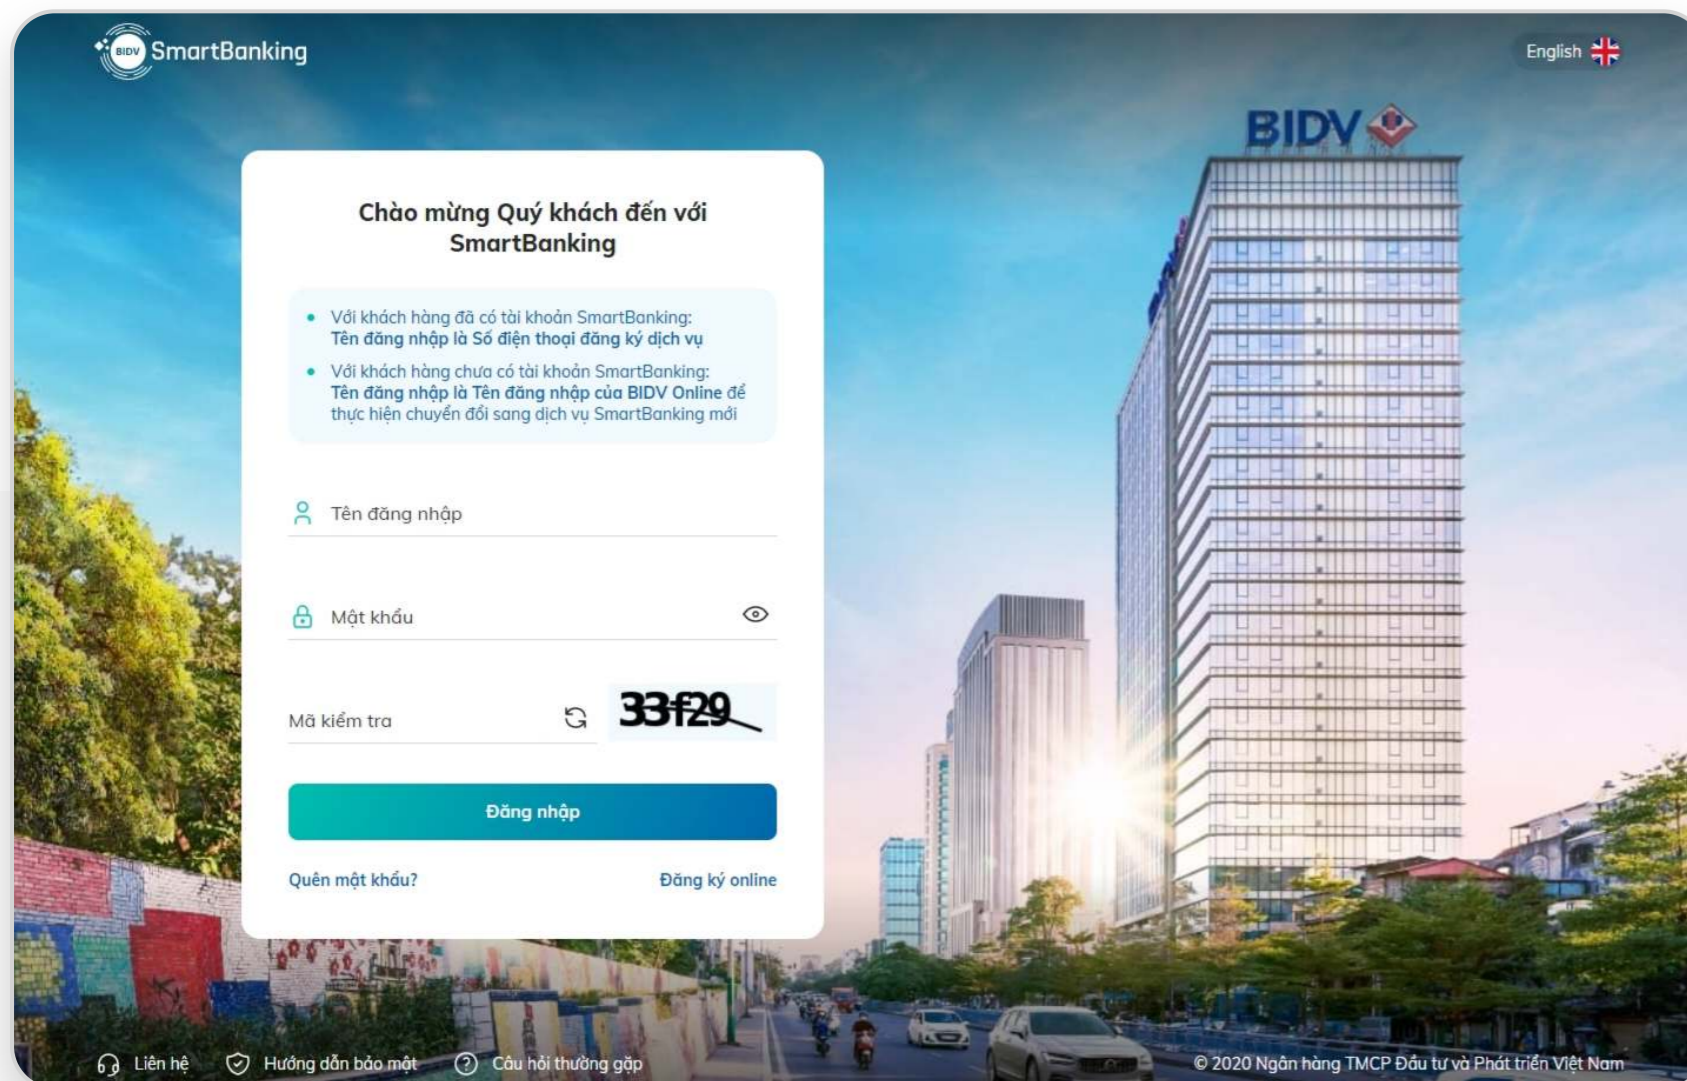 BIDV SmartBanking
English
BIDV
Chào mừng Quý khách đến với
SmartBanking
Với khách hàng đã có tài khoản SmartBanking:
Tên đăng nhập là Số điện thoại đăng ký dịch vụ
Với khách hàng chưa có tài khoản SmartBanking:
Tên đăng nhập là Tên đăng nhập của BIDV Online để
thực hiện chuyển đổi sang dịch vụ SmartBanking mới
Tên đăng nhập
Mật khẩu
Mã kiểm tra
33f29
Đăng nhập
Quên mật khẩu?
Đăng ký online
Liên hệ
Hướng dẫn bảo mật
Câu hỏi thường gặp
© 2020 Ngân hàng TMCP Đầu tư và Phát triển Việt Nam